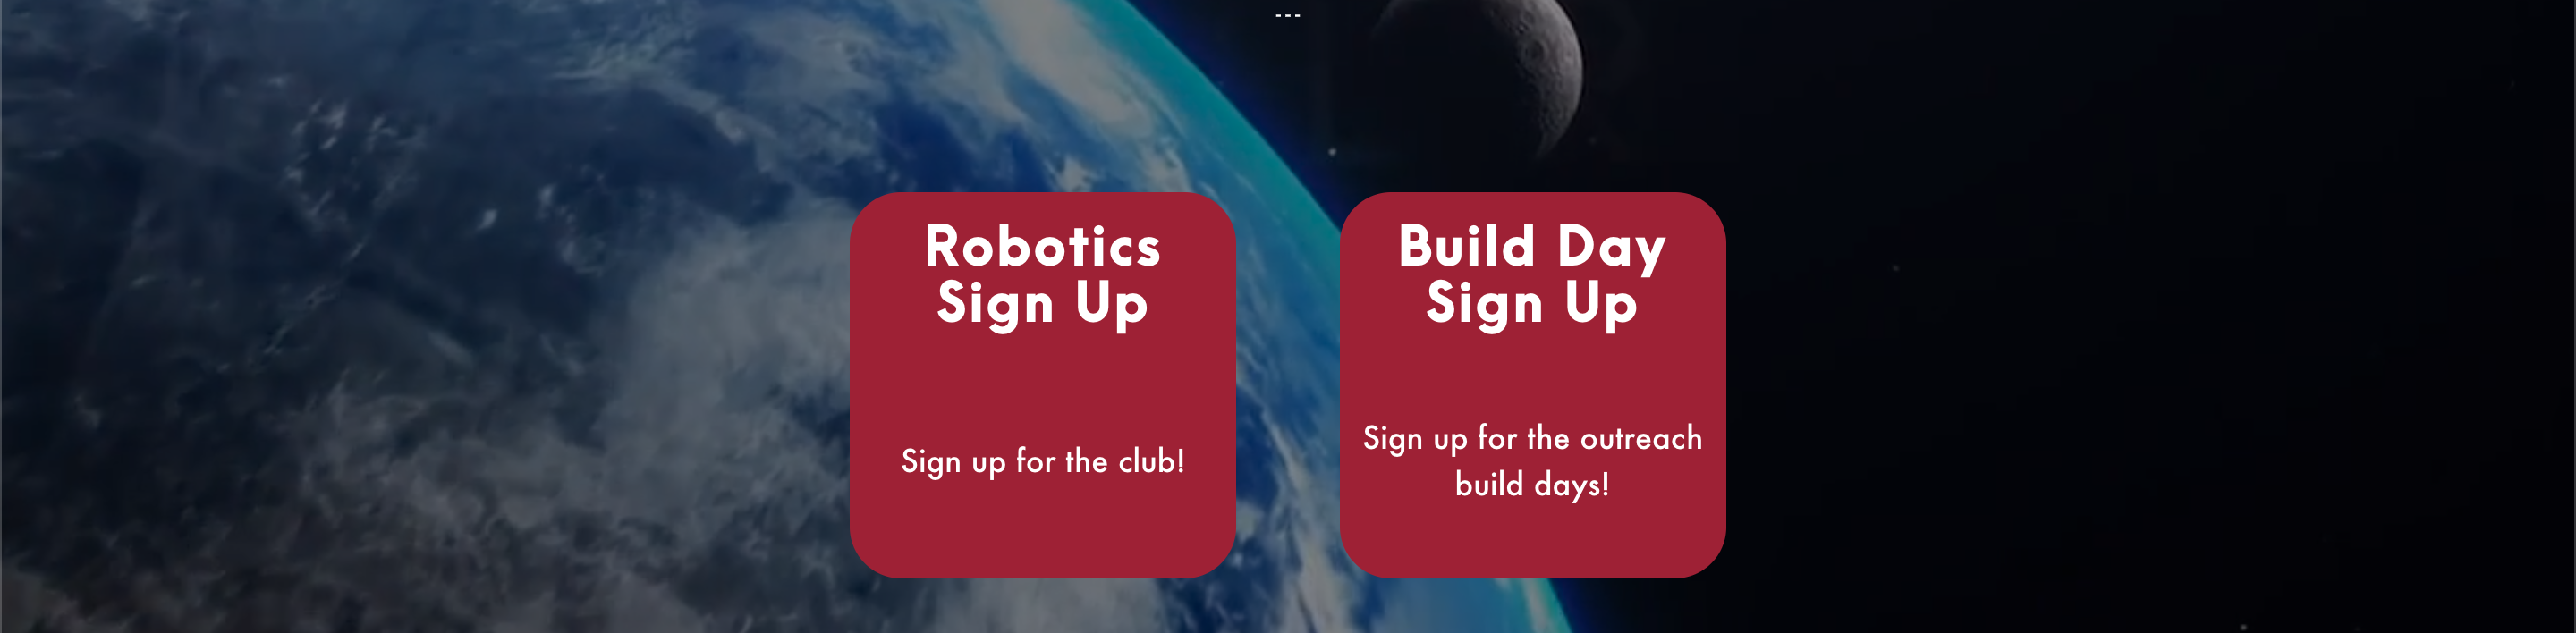 ---
Robotics
Sign Up
Sign up for the club!
Build Day
Sign Up
Sign up for the outreach
build days!